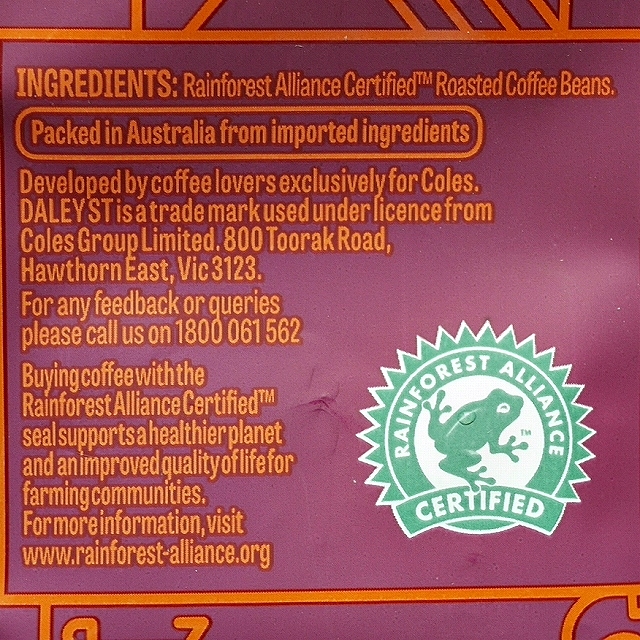 INGREDIENTS: Rainforest Alliance Certified™ Roasted Coffee Beans.
Packed in Australia from imported ingredients
Developed by coffee lovers exclusively for Coles.
DALEY ST is a trade mark used under licence from
Coles Group Limited. 800 Toorak Road,
Hawthorn East, Vic 3123.
For any feedback or queries
please call us on 1800 061 562
Buying coffee with the
Rainforest Alliance Certified™
seal supports a healthier planet
and an improved quality of life for
farming communities.
For more information, visit
www.rainforest-alliance.org
RAINFOREST ALLIANCE
TM
CERTIFIED